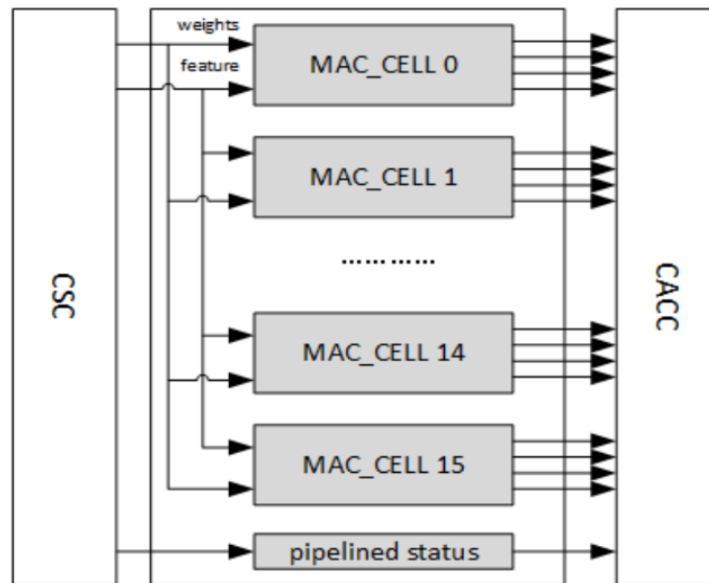 weights
MAC_CELL 0
feature
MAC_CELL 1
…………
CSC
CACC
MAC_CELL 14
MAC_CELL 15
pipelined status